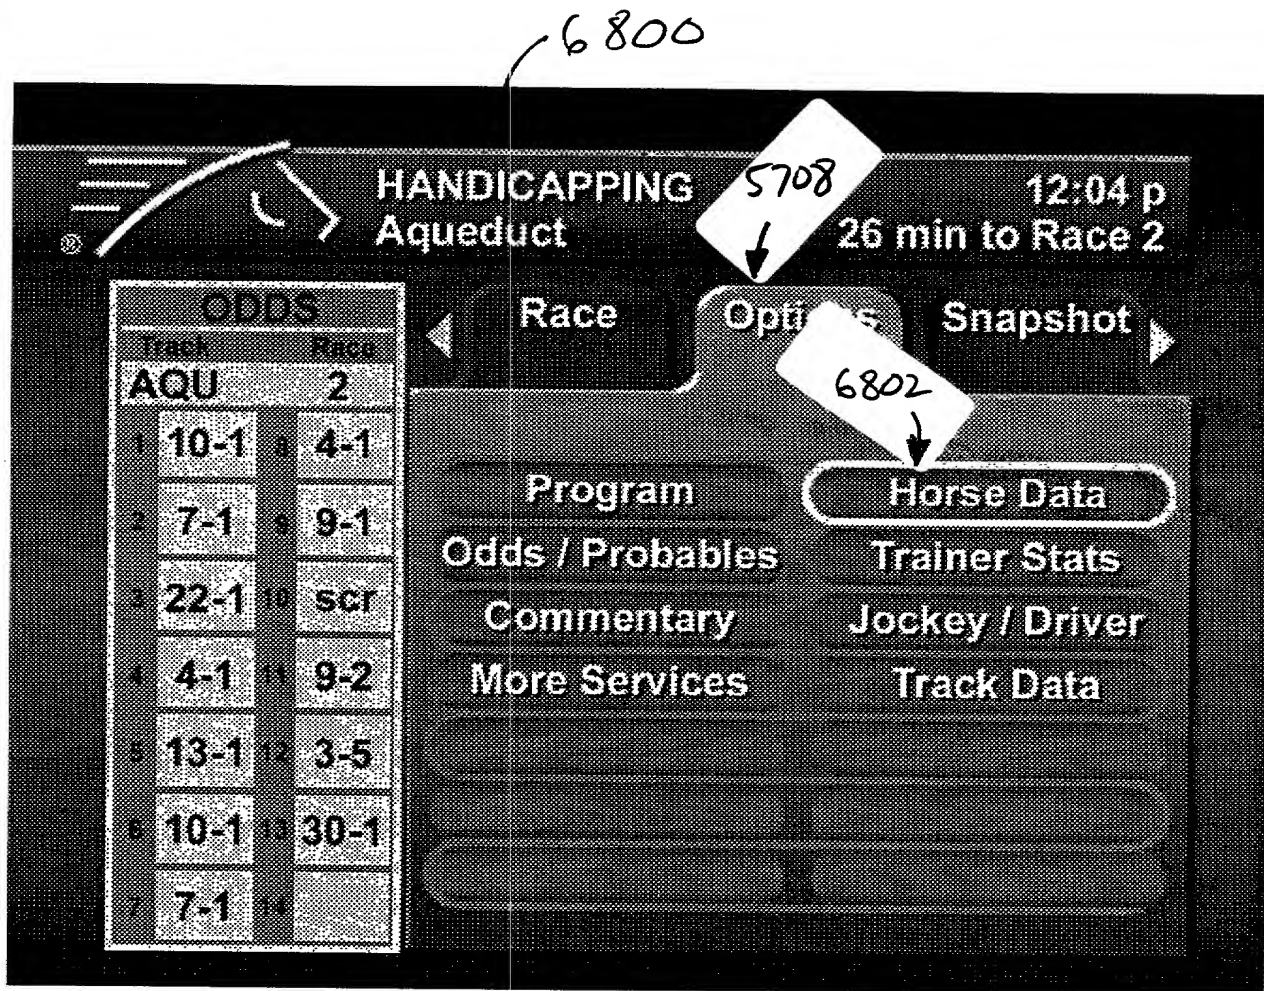 6800
5708
HANDICAPPING
Aqueduct
12:04 p
26 min to Race 2
®
ODDS
Track Race
AQU 2
1 10-1 8 4-1
2 7-1 9 9-1
3 22-1 10 scr
4 4-1 11 9-2
5 13-1 12 3-5
6 10-1 13 30-1
7 7-1 14
Race
Snapshot
6802
Program
Horse Data
Odds / Probables
Trainer Stats
Commentary
Jockey / Driver
More Services
Track Data